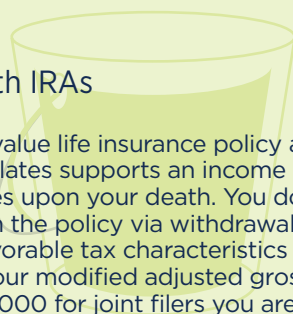 th IRAs
value life insurance policy a
lates supports an income
es upon your death. You do
n the policy via withdrawal
orable tax characteristics
our modified adjusted gros
000 for joint filers you are